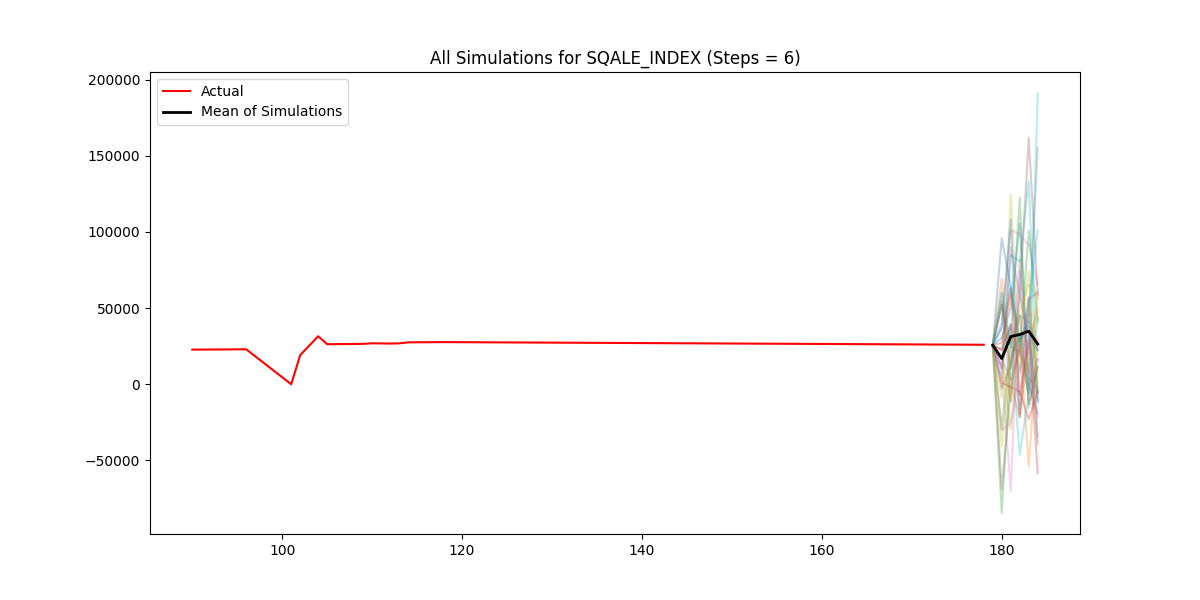 All Simulations for SQALE_INDEX (Steps = 6)
200000
Actual
Mean of Simulations
150000
100000
50000
0
−50000
100 120 140 160 180